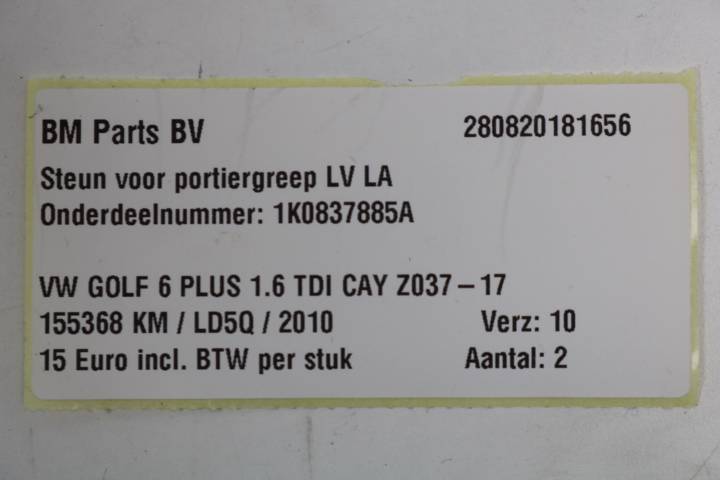 BM Parts BV 280820181656
Steun voor portiergreep LV LA
Onderdeelnummer: 1K0837885A
VW GOLF 6 PLUS 1.6 TDI CAY Z037 – 17
155368 KM / LD5Q / 2010 Verz: 10
15 Euro incl. BTW per stuk Aantal: 2